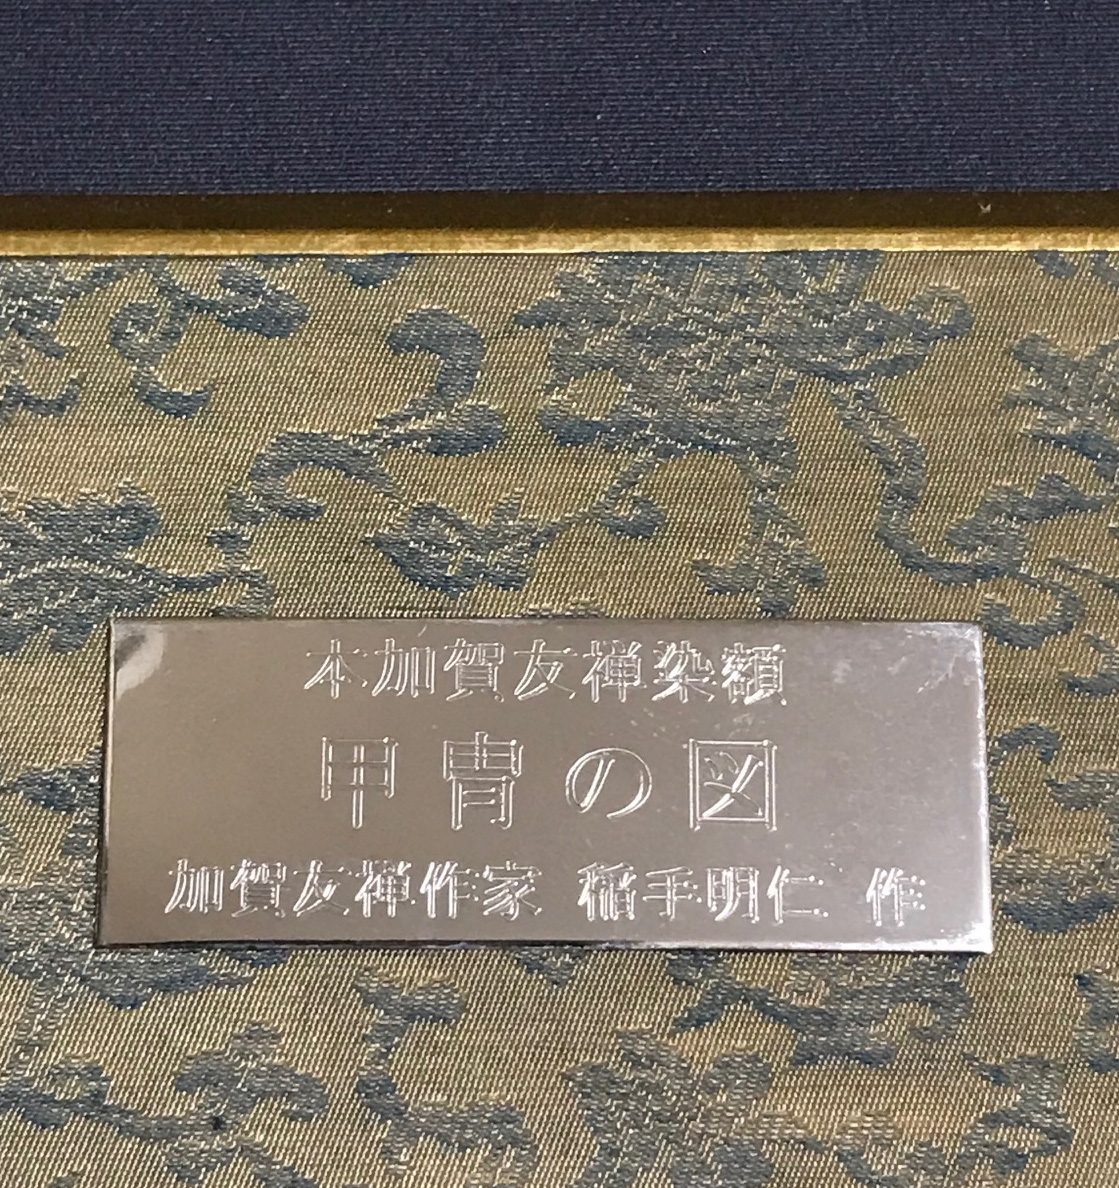 本加賀友禅染額
甲冑の図
加賀友禅作家 稲手明仁 作